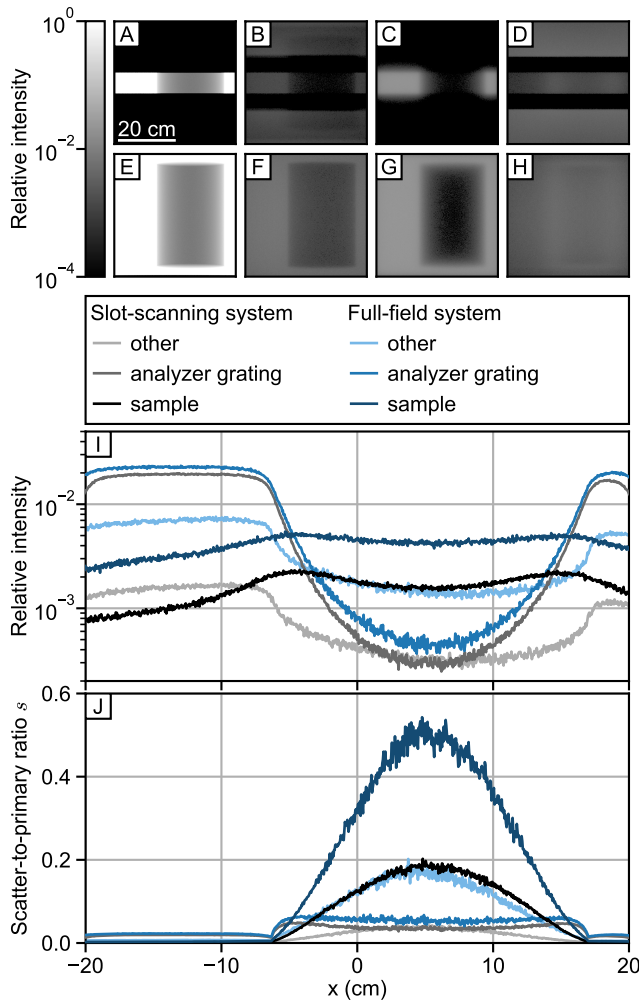 10⁰
10⁻²
10⁻⁴
Relative intensity
A
B
C
D
20 cm
E
F
G
H
Slot-scanning system
other
analyzer grating
sample
Full-field system
other
analyzer grating
sample
I
10⁻²
10⁻³
Relative intensity
J
0.6
0.4
0.2
0.0
Scatter-to-primary ratio s
−20
−10
0
10
20
x (cm)